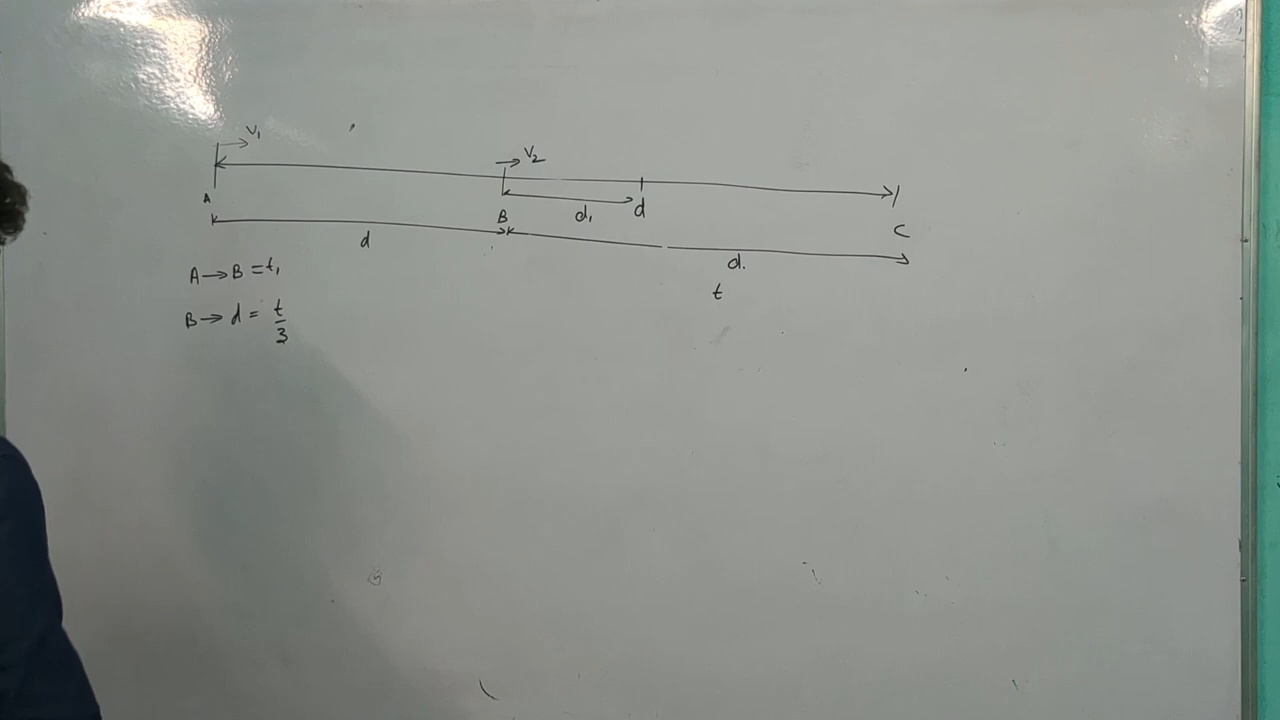 V₁
V₂
A
B
d₁
d
C
d
d.
t
A→B = t₁
B→d = t/3